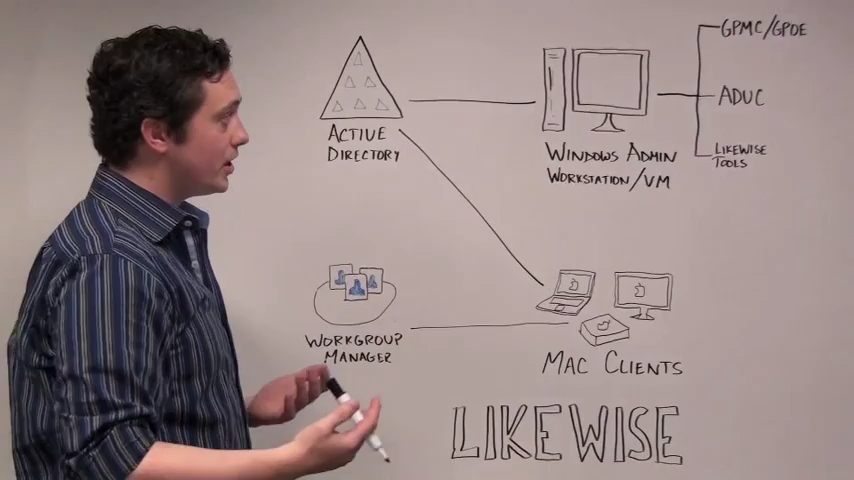 GPMC/GPOE
ADUC
LIKEWISE
TOOLS
ACTIVE
DIRECTORY
WINDOWS ADMIN
WORKSTATION/VM
WORKGROUP
MANAGER
MAC CLIENTS
LIKEWISE